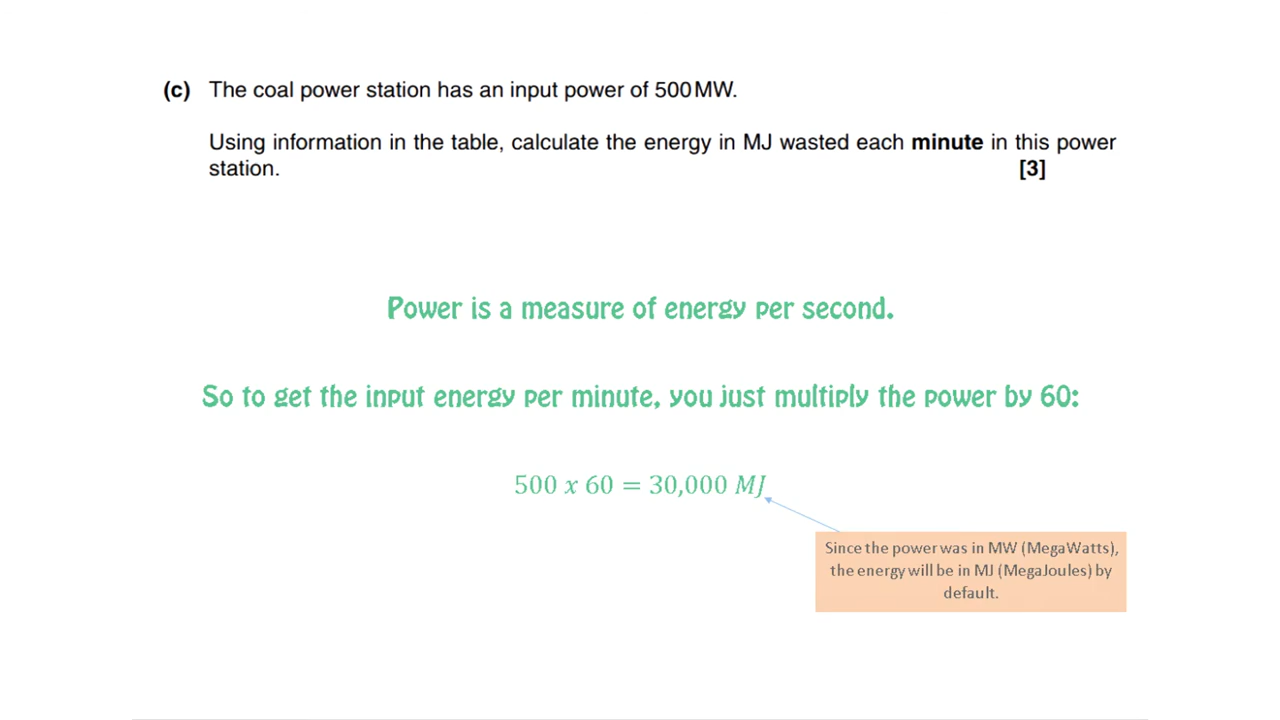 (c) The coal power station has an input power of 500 MW.
Using information in the table, calculate the energy in MJ wasted each minute in this power
station. [3]
Power is a measure of energy per second.
So to get the input energy per minute, you just multiply the power by 60:
500 x 60 = 30,000 MJ
Since the power was in MW (MegaWatts),
the energy will be in MJ (MegaJoules) by
default.